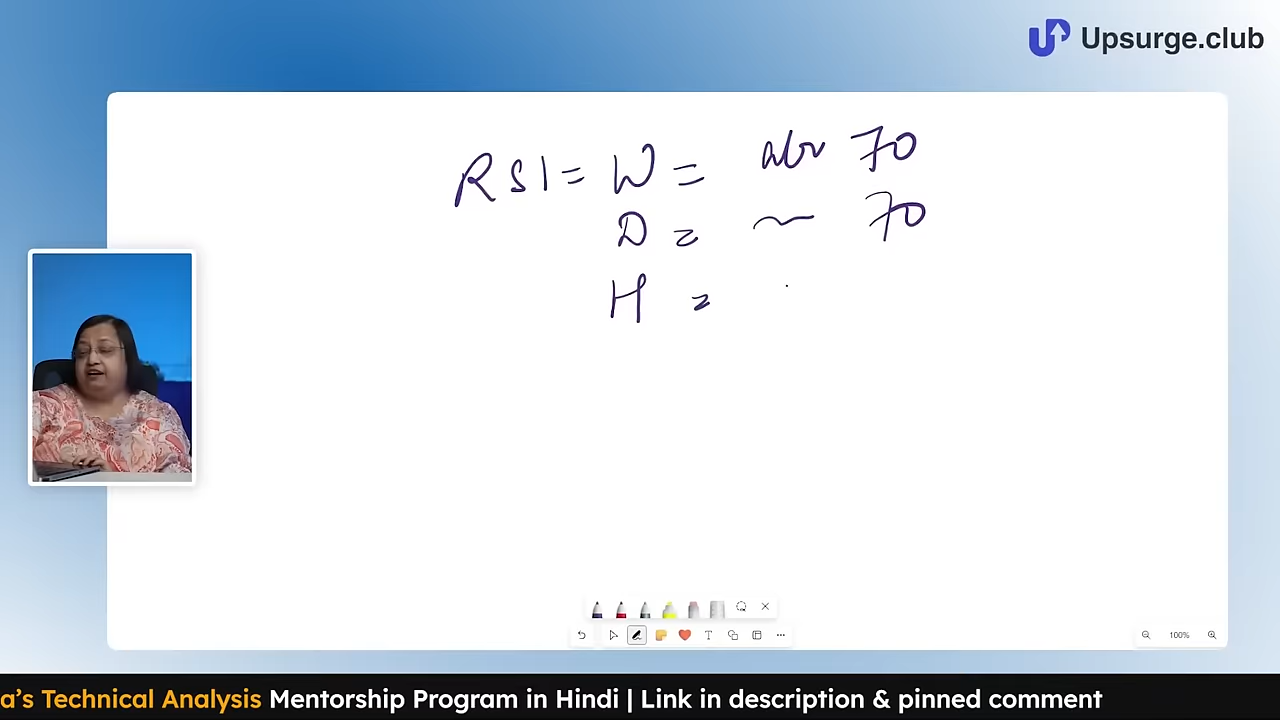 Upsurge.club
RSI = W = abv 70
D = ~ 70
H =
100%
a’s Technical Analysis Mentorship Program in Hindi | Link in description & pinned comment